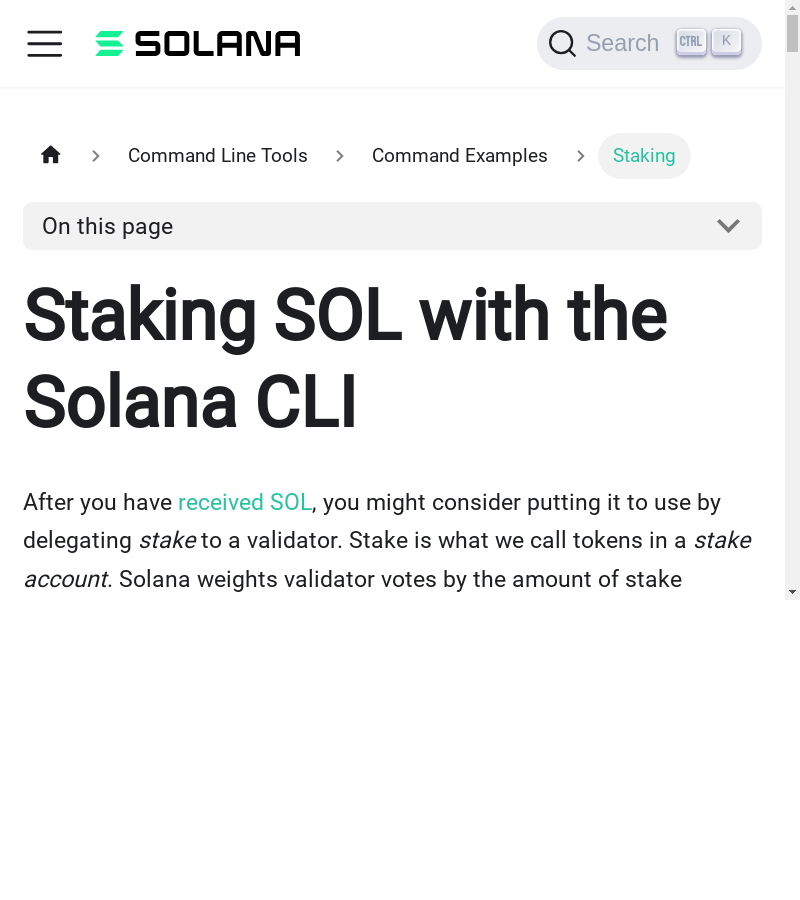 SOLANA
Search CTRL K
Command Line Tools Command Examples Staking
On this page
Staking SOL with the
Solana CLI
After you have received SOL, you might consider putting it to use by
delegating stake to a validator. Stake is what we call tokens in a stake
account. Solana weights validator votes by the amount of stake